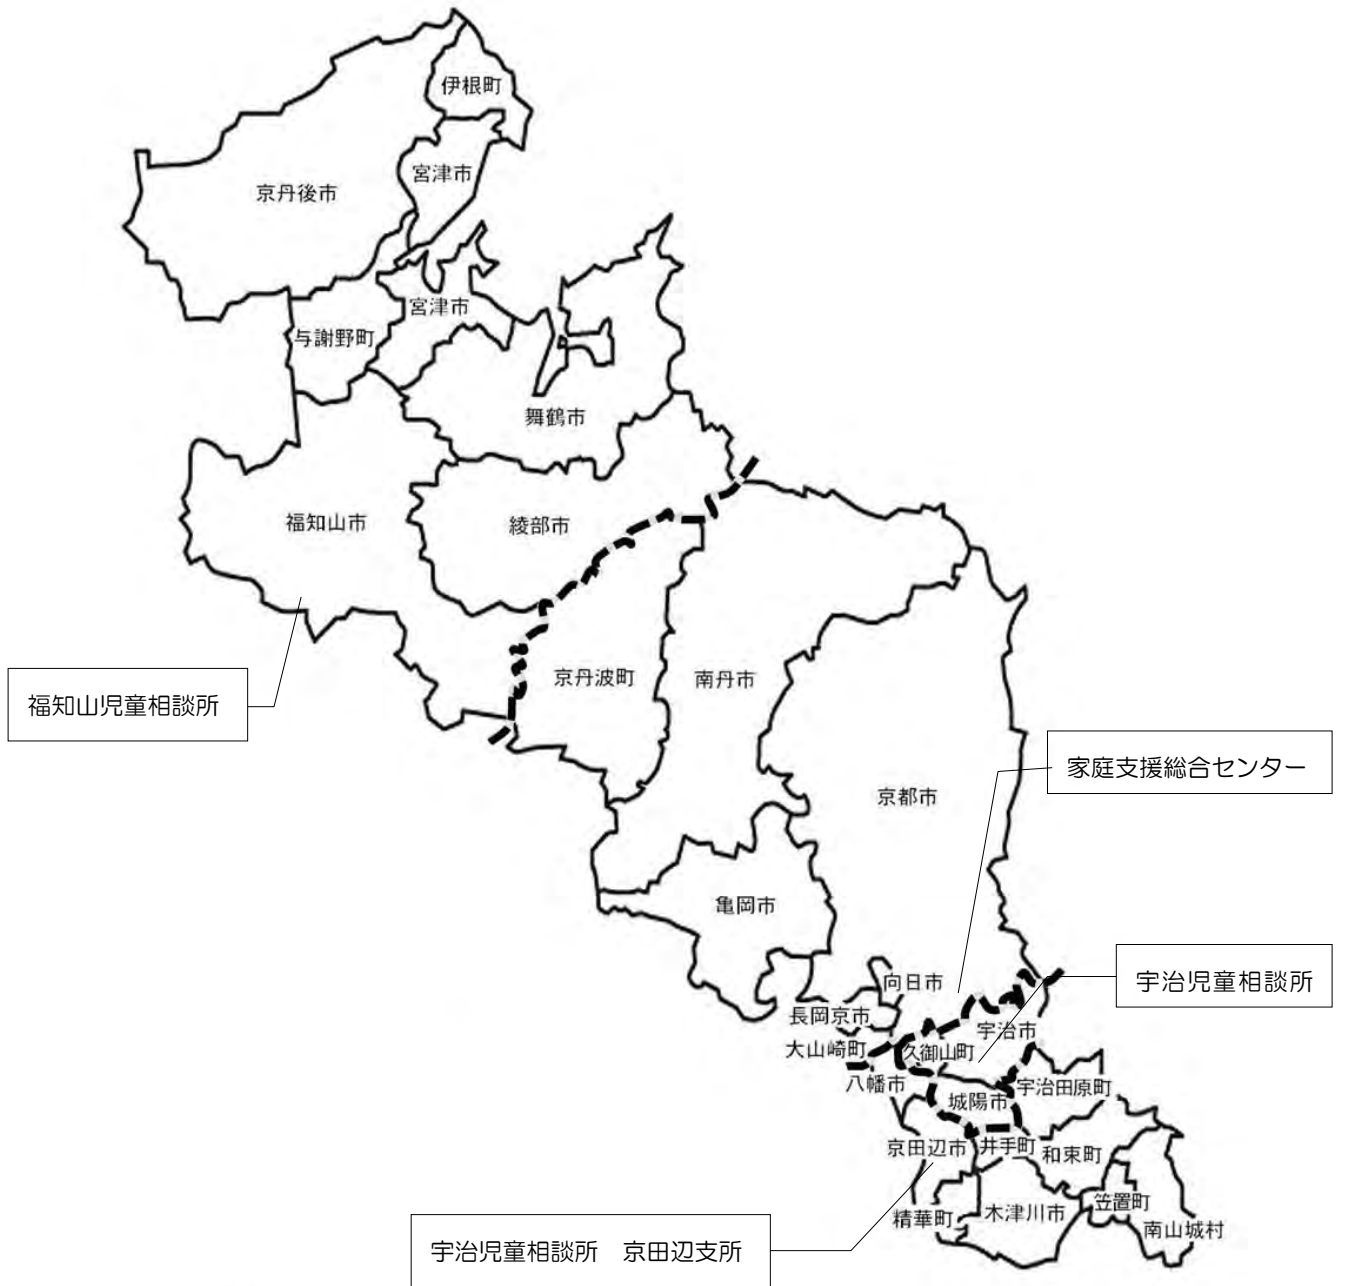 伊根町
宮津市
京丹後市
宮津市
与謝野町
舞鶴市
福知山市
綾部市
京丹波町
南丹市
福知山児童相談所
家庭支援総合センター
京都市
亀岡市
宇治児童相談所
向日市
長岡京市
宇治市
大山崎町
久御山町
八幡市
宇治田原町
城陽市
京田辺市
井手町
和束町
笠置町
精華町
木津川市
南山城村
宇治児童相談所　京田辺支所